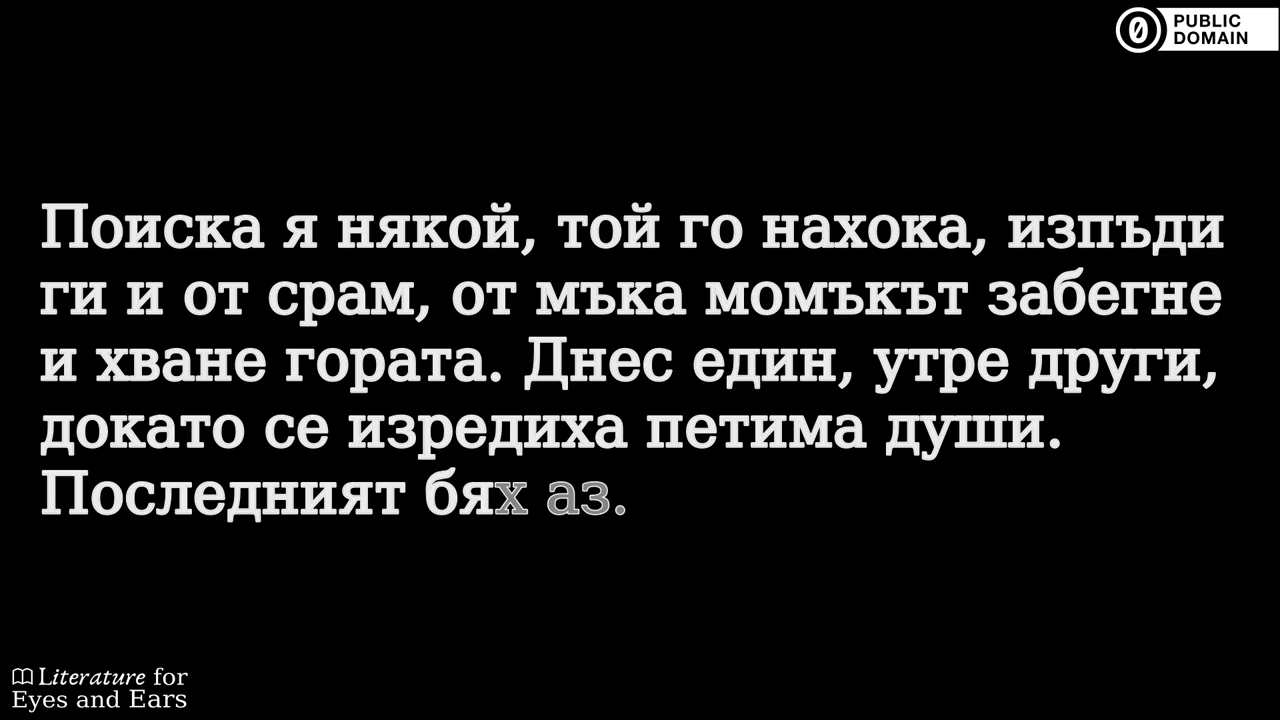 PUBLIC
DOMAIN
Поиска я някой, той го нахока, изпъди
ги и от срам, от мъка момъкът забегне
и хване гората. Днес един, утре други,
докато се изредиха петима души.
Последният бях аз.
Literature for
Eyes and Ears